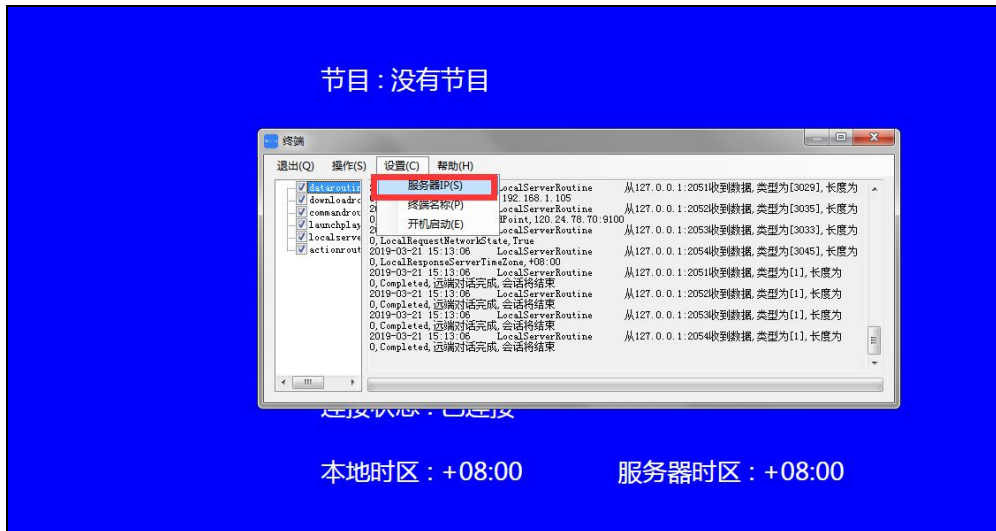 节目 : 没有节目
终端
退出(Q) 操作(S) 设置(C) 帮助(H)
服务器IP(S)
终端名称(P)
开机启动(E)
datarouti
downloadrc
commandrou
launchplay
localserve
actionrout
LocalServerRoutine 从127.0.0.1:2051收到数据, 类型为[3029], 长度为
192.168.1.105
LocalServerRoutine 从127.0.0.1:2052收到数据, 类型为[3035], 长度为
Point, 120.24.78.70:9100
LocalServerRoutine 从127.0.0.1:2053收到数据, 类型为[3033], 长度为
0, LocalRequestNetworkState, True
2019-03-21 15:13:06 LocalServerRoutine 从127.0.0.1:2054收到数据, 类型为[3045], 长度为
0, LocalResponseServerTimeZone, +08:00
2019-03-21 15:13:06 LocalServerRoutine 从127.0.0.1:2051收到数据, 类型为[1], 长度为
0, Completed, 远端对话完成, 会话将结束
2019-03-21 15:13:06 LocalServerRoutine 从127.0.0.1:2052收到数据, 类型为[1], 长度为
0, Completed, 远端对话完成, 会话将结束
2019-03-21 15:13:06 LocalServerRoutine 从127.0.0.1:2053收到数据, 类型为[1], 长度为
0, Completed, 远端对话完成, 会话将结束
2019-03-21 15:13:06 LocalServerRoutine 从127.0.0.1:2054收到数据, 类型为[1], 长度为
0, Completed, 远端对话完成, 会话将结束
连接状态 : 已连接
本地时区 : +08:00 服务器时区 : +08:00